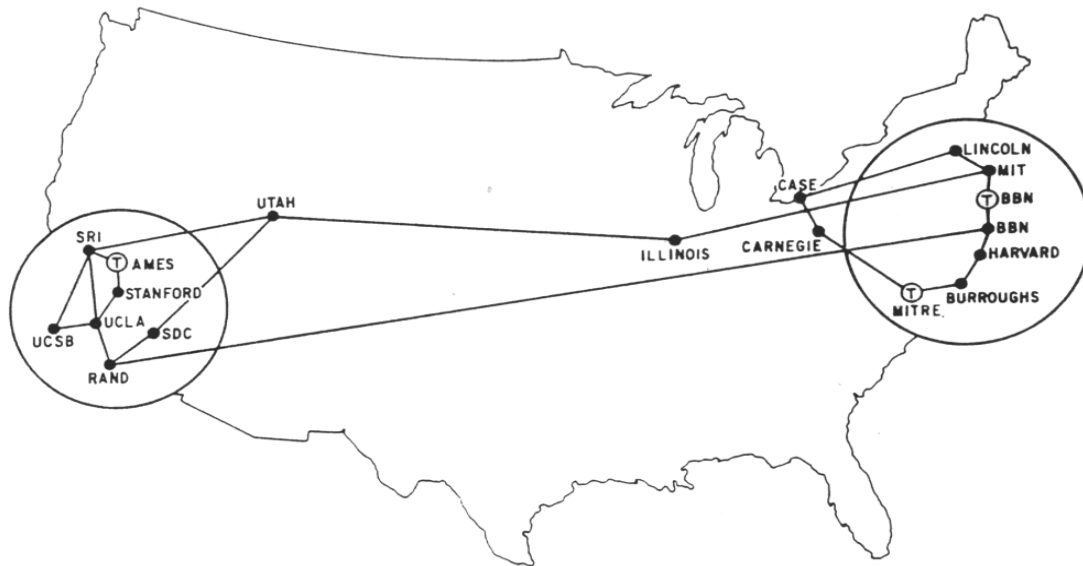 LINCOLN
MIT
CASE
T BBN
UTAH
BBN
SRI
CARNEGIE
ILLINOIS
HARVARD
T AMES
STANFORD
T
BURROUGHS
MITRE
UCLA
SDC
UCSB
RAND